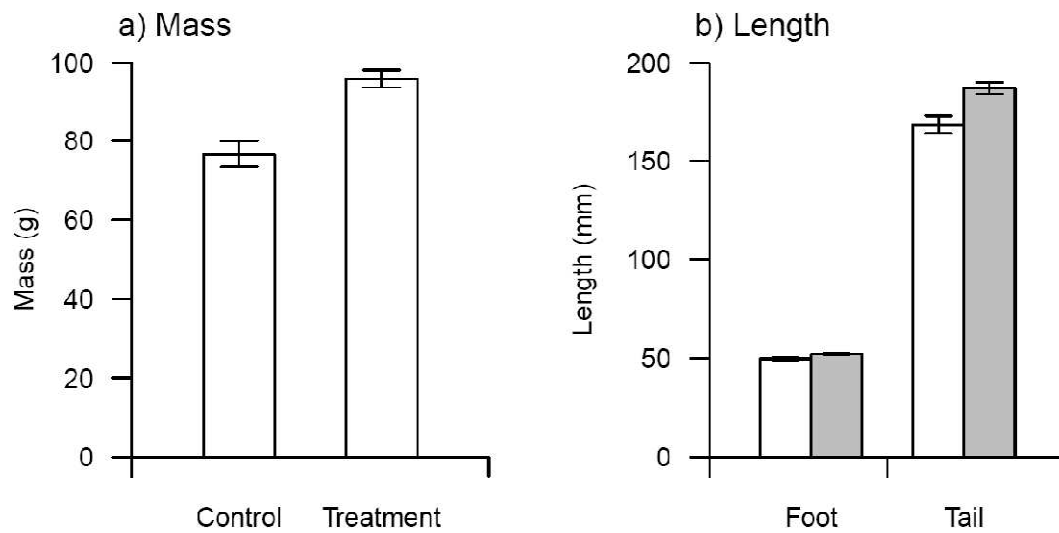 a) Mass
100
80
60
40
20
0
Mass (g)
Control Treatment
b) Length
200
150
100
50
0
Length (mm)
Foot Tail